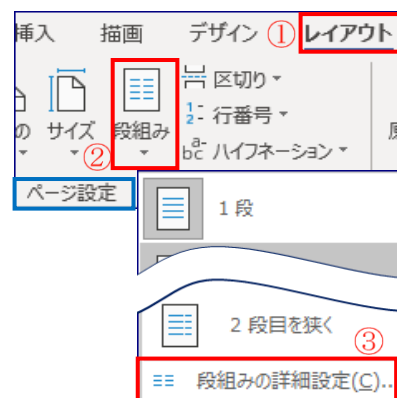 挿入 描画 デザイン ① レイアウト
区切り
行番号
ハイフネーション
の サイズ 段組み
②
ページ設定
1 段
2 段目を狭く
③
段組みの詳細設定(C)...